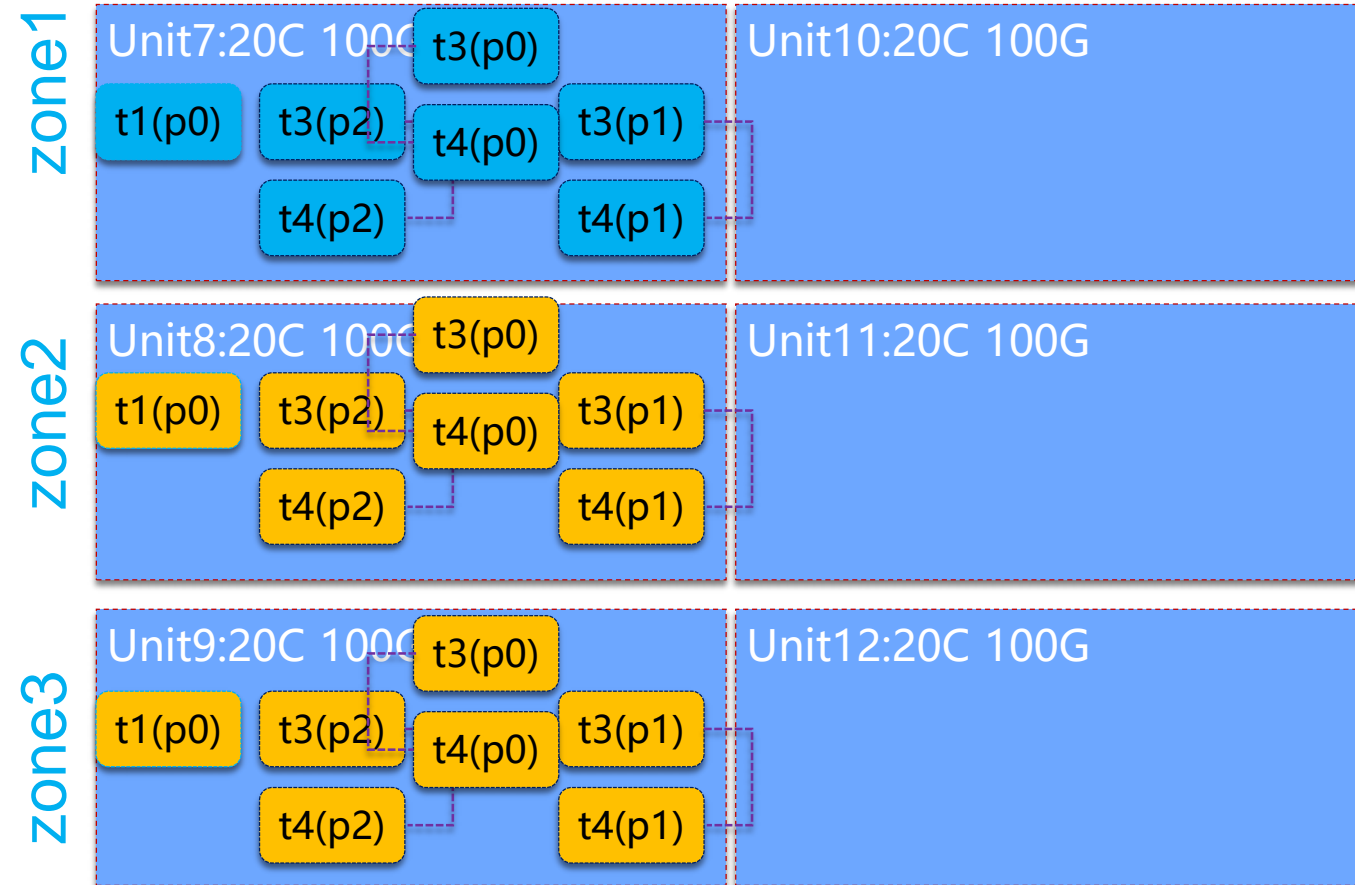 zone1
Unit7:20C 100G
t3(p0)
Unit10:20C 100G
t1(p0)
t3(p2)
t4(p0)
t3(p1)
t4(p2)
t4(p1)
zone2
Unit8:20C 100G
t3(p0)
Unit11:20C 100G
t1(p0)
t3(p2)
t4(p0)
t3(p1)
t4(p2)
t4(p1)
zone3
Unit9:20C 100G
t3(p0)
Unit12:20C 100G
t1(p0)
t3(p2)
t4(p0)
t3(p1)
t4(p2)
t4(p1)